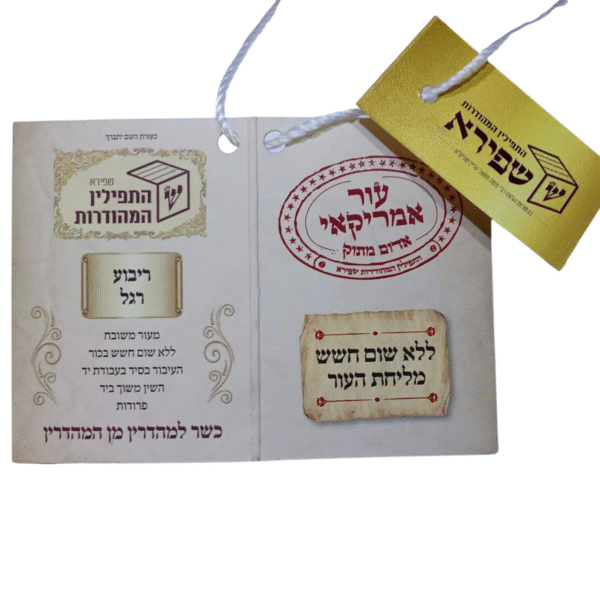 בעזרת השם יתברך
שפירא
התפילין
המהודרות
ריבוע
רגל
מעור משובח
ללא שום חשש בכור
העיבוד בסיד בעבודת יד
השין משוך ביד
פרודות
כשר למהדרין מן המהדרין
עור
אמריקאי
אדום מתוק
התפילין המהודרות שפירא
ללא שום חשש
מליחת העור
התפילין המהודרות
שפירא